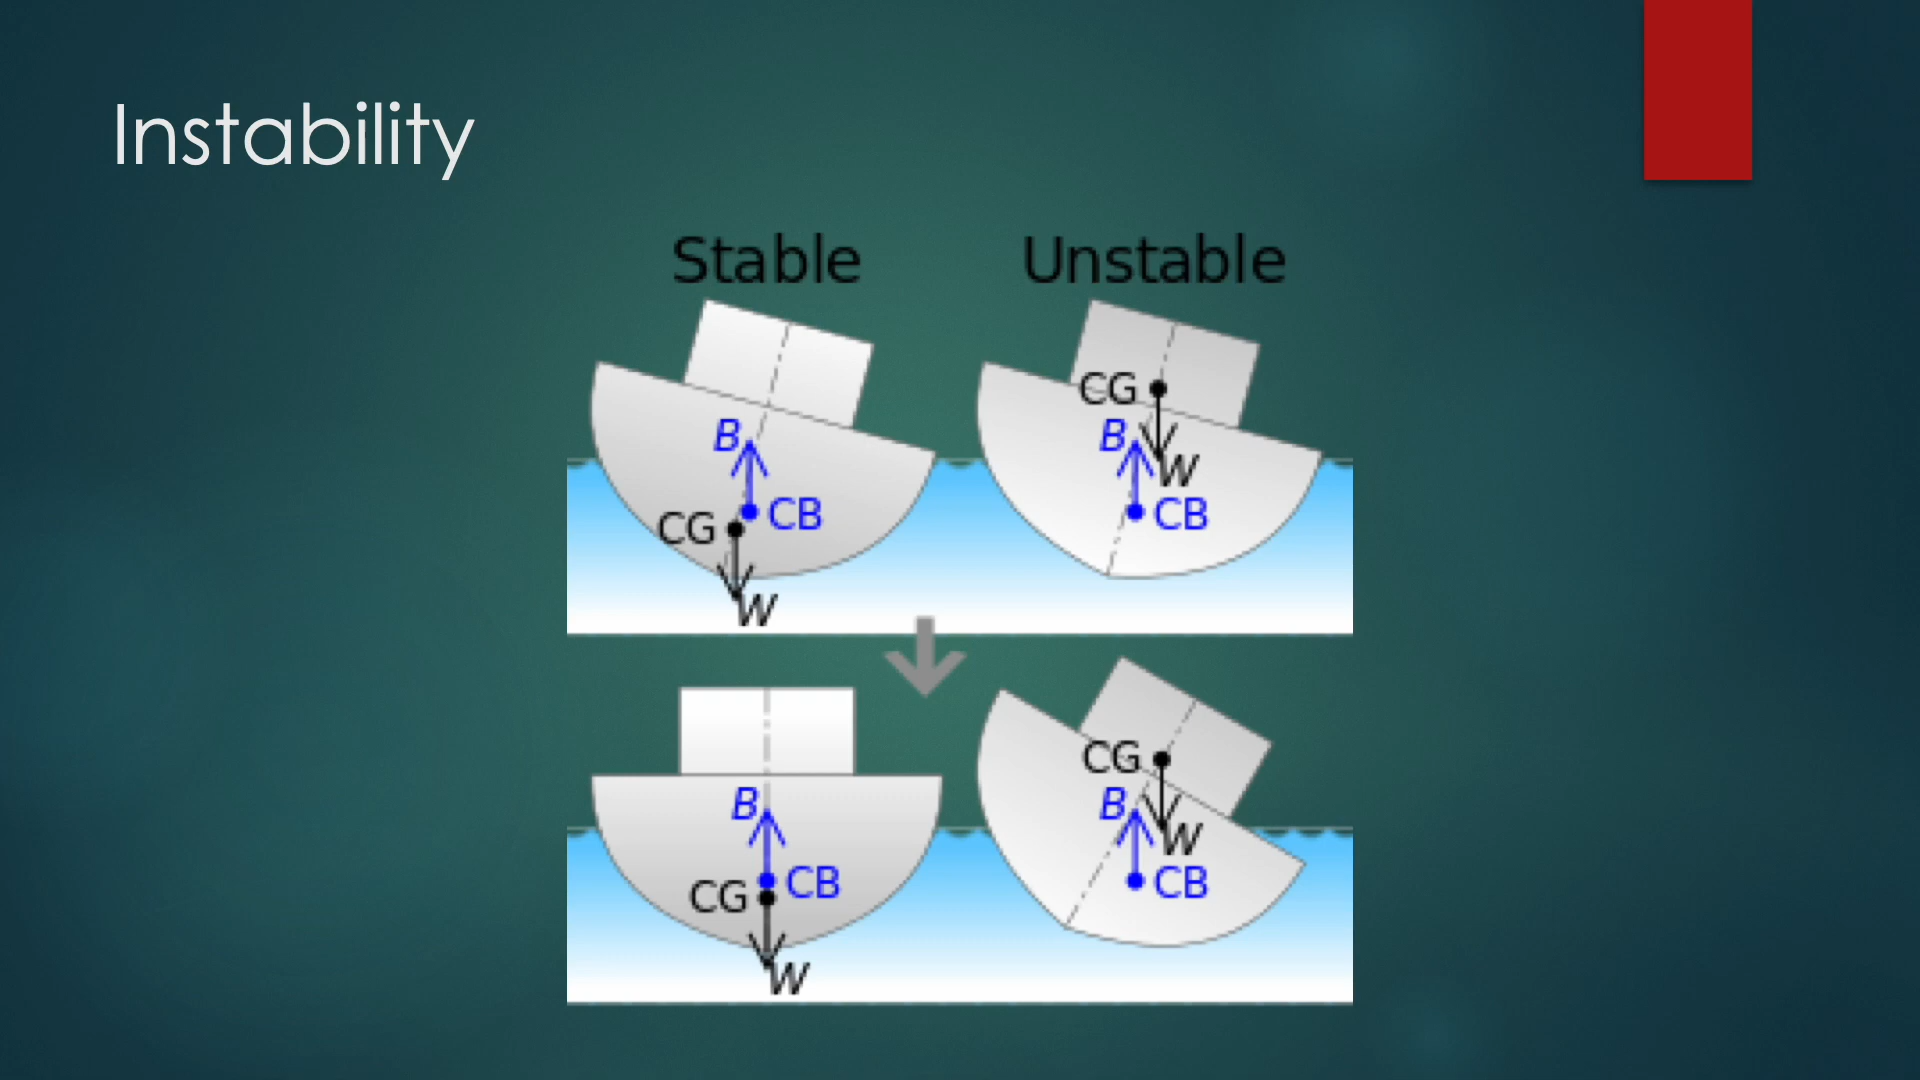 Instability
Stable Unstable
CG
B B
W
CG CB CB
W
CG
B B
W
CG CB CB
W